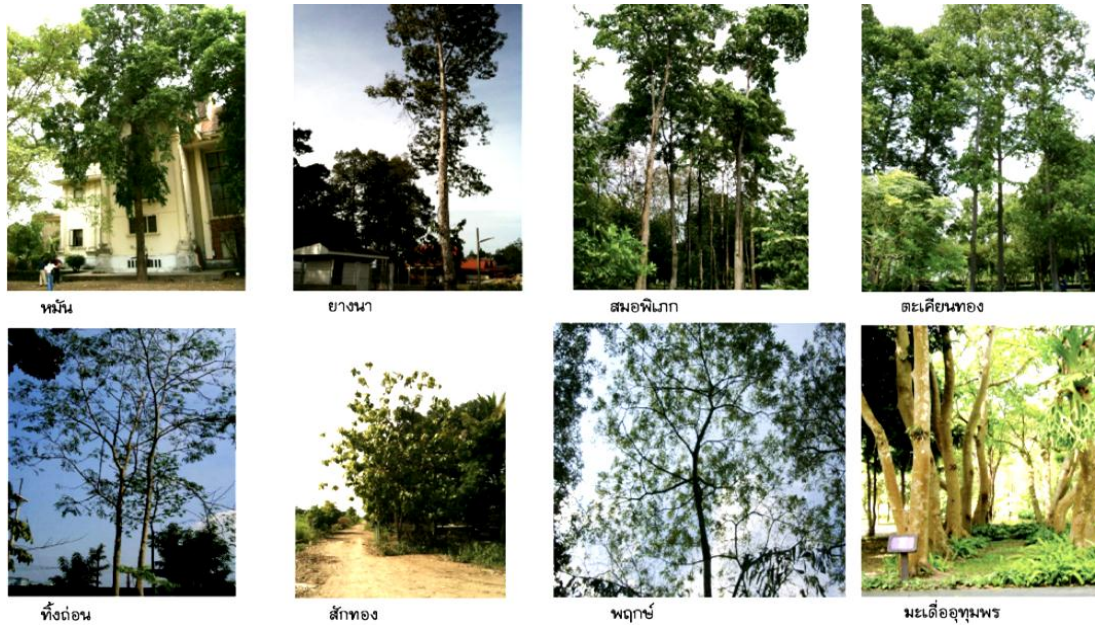 หมัน
ยางนา
สมอพิเภก
ตะเคียนทอง
ทิ้งถ่อน
สักทอง
พฤกษ์
มะเดื่ออุทุมพร